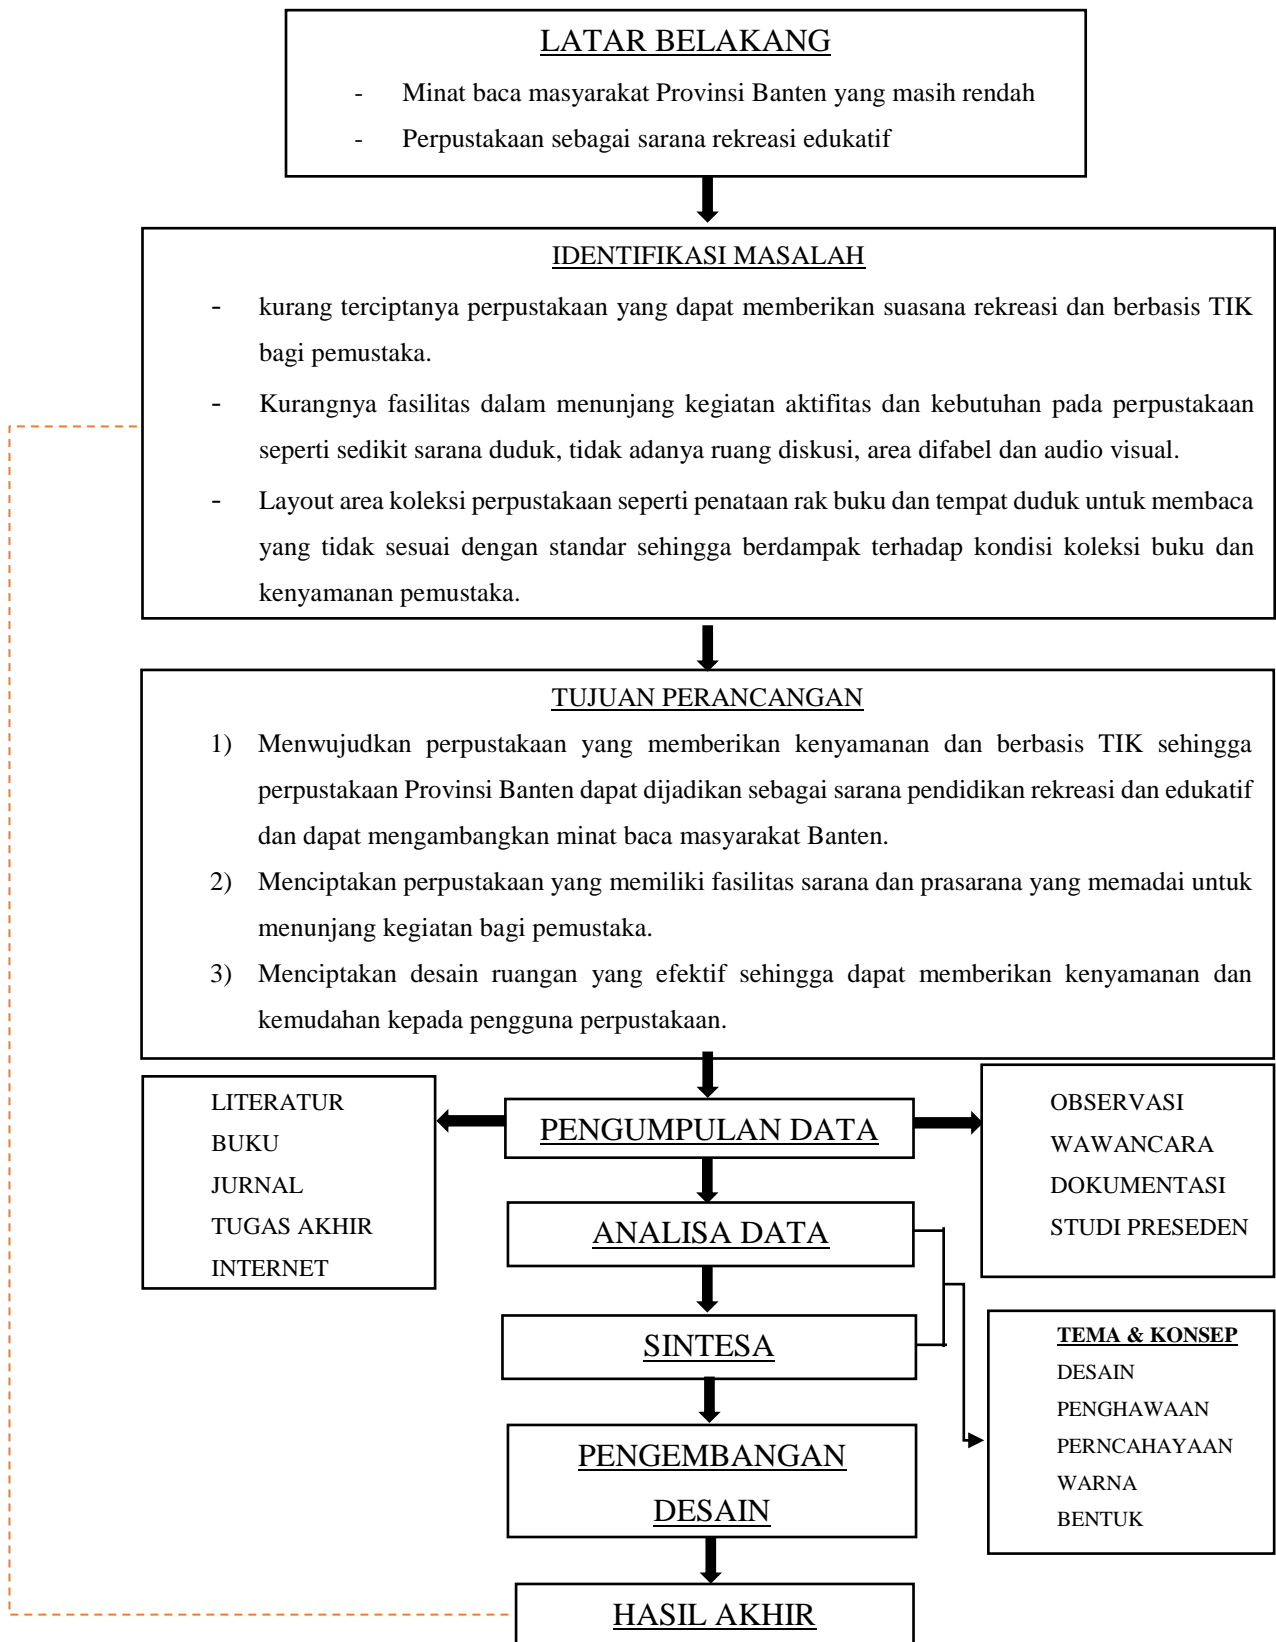 LATAR BELAKANG
- Minat baca masyarakat Provinsi Banten yang masih rendah
- Perpustakaan sebagai sarana rekreasi edukatif
IDENTIFIKASI MASALAH
- kurang terciptanya perpustakaan yang dapat memberikan suasana rekreasi dan berbasis TIK
bagi pemustaka.
- Kurangnya fasilitas dalam menunjang kegiatan aktifitas dan kebutuhan pada perpustakaan
seperti sedikit sarana duduk, tidak adanya ruang diskusi, area difabel dan audio visual.
- Layout area koleksi perpustakaan seperti penataan rak buku dan tempat duduk untuk membaca
yang tidak sesuai dengan standar sehingga berdampak terhadap kondisi koleksi buku dan
kenyamanan pemustaka.
TUJUAN PERANCANGAN
1) Menwujudkan perpustakaan yang memberikan kenyamanan dan berbasis TIK sehingga
perpustakaan Provinsi Banten dapat dijadikan sebagai sarana pendidikan rekreasi dan edukatif
dan dapat mengambangkan minat baca masyarakat Banten.
2) Menciptakan perpustakaan yang memiliki fasilitas sarana dan prasarana yang memadai untuk
menunjang kegiatan bagi pemustaka.
3) Menciptakan desain ruangan yang efektif sehingga dapat memberikan kenyamanan dan
kemudahan kepada pengguna perpustakaan.
LITERATUR
BUKU
JURNAL
TUGAS AKHIR
INTERNET
PENGUMPULAN DATA
OBSERVASI
WAWANCARA
DOKUMENTASI
STUDI PRESEDEN
ANALISA DATA
SINTESA
TEMA & KONSEP
DESAIN
PENGHAWAAN
PERNCAHAYAAN
WARNA
BENTUK
PENGEMBANGAN
DESAIN
HASIL AKHIR